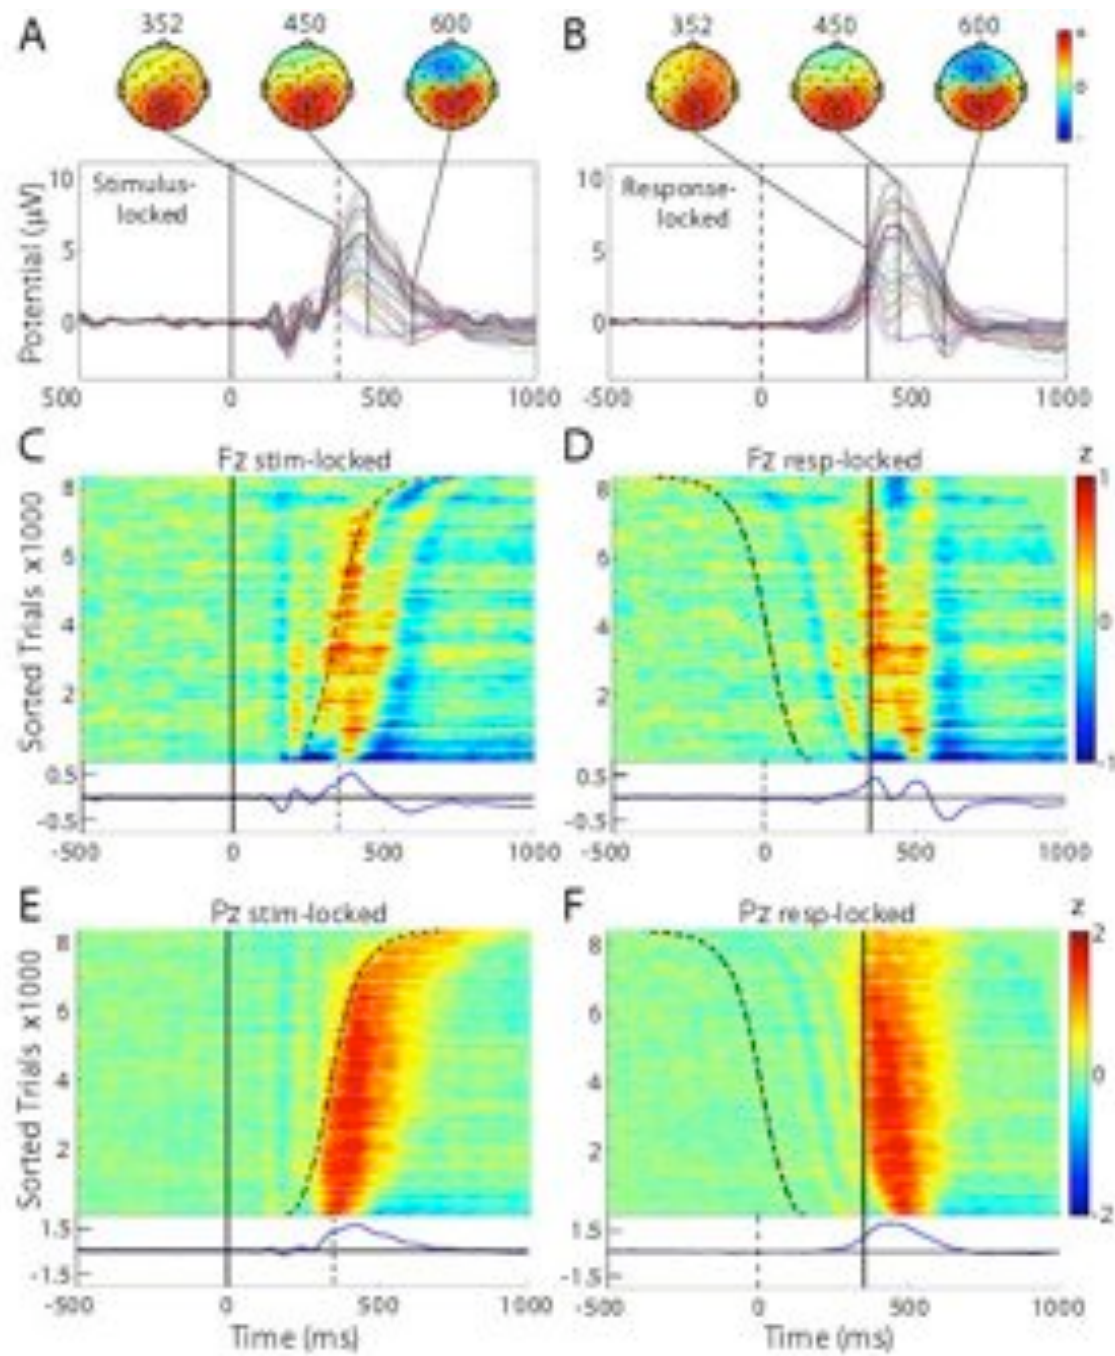 A
352 450 600
B
352 450 600
0
10
5
0
Potential (μV)
Stimulus-
locked
500 0 500 1000
10
5
0
Response-
locked
-500 0 500 1000
C
Fz stim-locked
8
6
4
2
Sorted Trials x1000
0.5
-0.5
-500 0 500 1000
D
Fz resp-locked
z
1
0
-1
0.5
-0.5
-500 0 500 1000
E
Pz stim-locked
8
6
4
2
Sorted Trials x1000
1.5
-1.5
-500 0 500 1000
Time (ms)
F
Pz resp-locked
z
2
0
-2
8
6
4
2
1.5
-1.5
-500 0 500 1000
Time (ms)